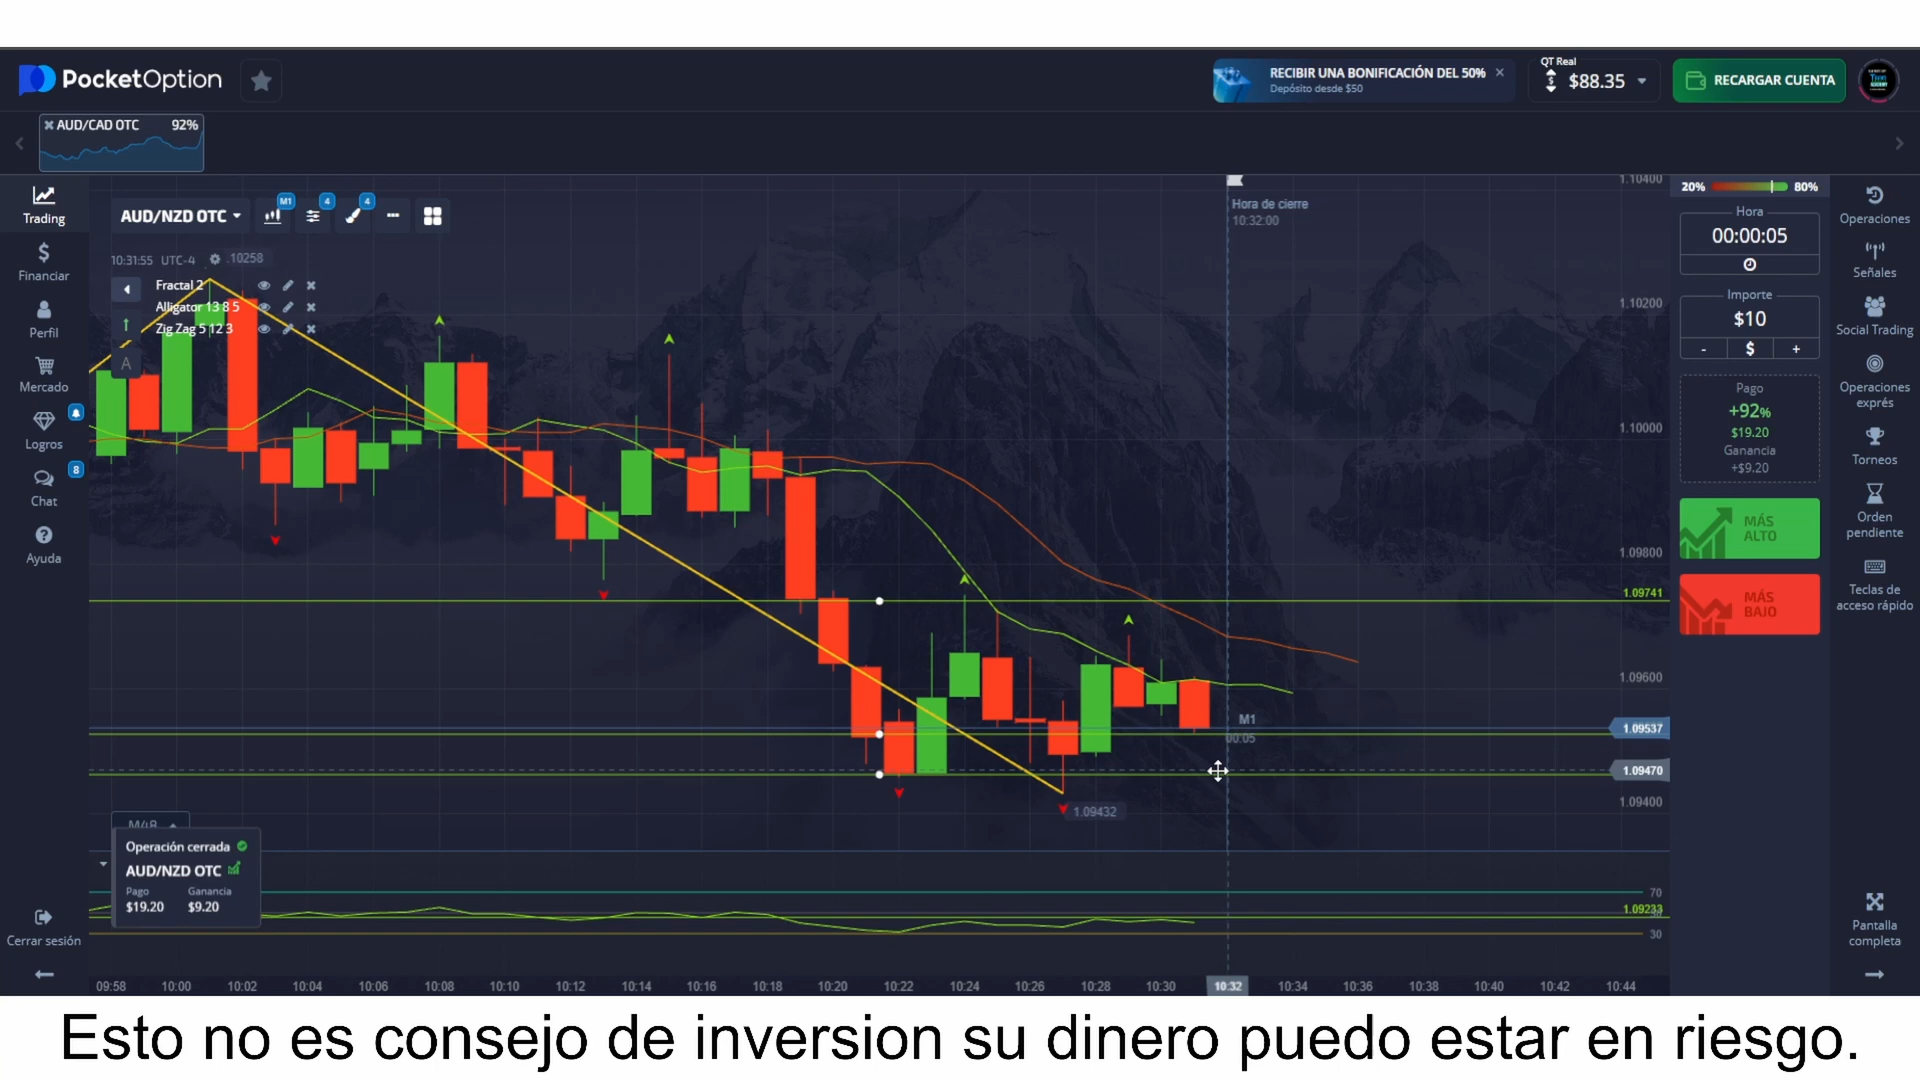 PocketOption
RECIBIR UNA BONIFICACIÓN DEL 50%
Depósito desde $50
QT Real
$88.35
RECARGAR CUENTA
AUD/CAD OTC 92%
Trading
Financiar
Perfil
Mercado
Logros
Chat
8
Ayuda
Cerrar sesión
AUD/NZD OTC
M1
4
4
10:31:55 UTC-4
.10258
Fractal 2
Alligator 13 8 5
Zig Zag 5 12 3
A
Hora de cierre
10:32:00
M1
00:05
1.09432
1.10400
1.10200
1.10000
1.09800
1.09741
1.09600
1.09537
1.09470
1.09400
70
1.09233
30
M48
Operación cerrada
AUD/NZD OTC
Pago Ganancia
$19.20 $9.20
09:58 10:00 10:02 10:04 10:06 10:08 10:10 10:12 10:14 10:16 10:18 10:20 10:22 10:24 10:26 10:28 10:30 10:32 10:34 10:36 10:38 10:40 10:42 10:44
20% 80%
Hora
00:00:05
Importe
$10
- $ +
Pago
+92%
$19.20
Ganancia
+$9.20
MÁS
ALTO
MÁS
BAJO
Operaciones
Señales
Social Trading
Operaciones
exprés
Torneos
Orden
pendiente
Teclas de
acceso rápido
Pantalla
completa
Esto no es consejo de inversion su dinero puedo estar en riesgo.